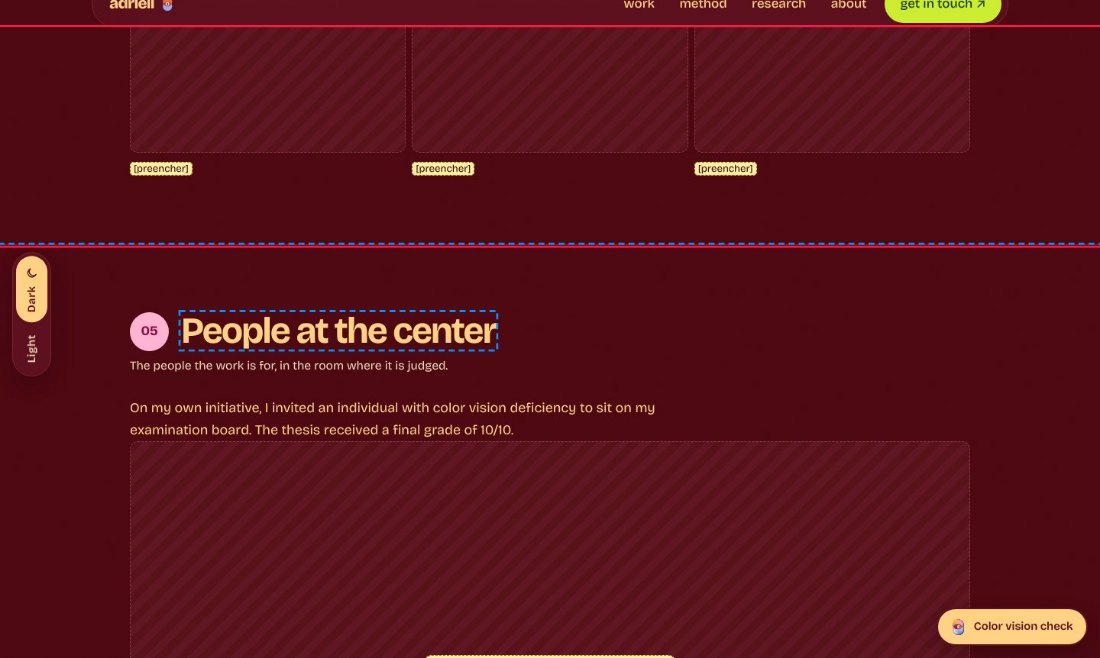 adriell
work method research about get in touch ↗
[preencher] [preencher] [preencher]
Dark
Light
05 People at the center
The people the work is for, in the room where it is judged.
On my own initiative, I invited an individual with color vision deficiency to sit on my
examination board. The thesis received a final grade of 10/10.
Color vision check